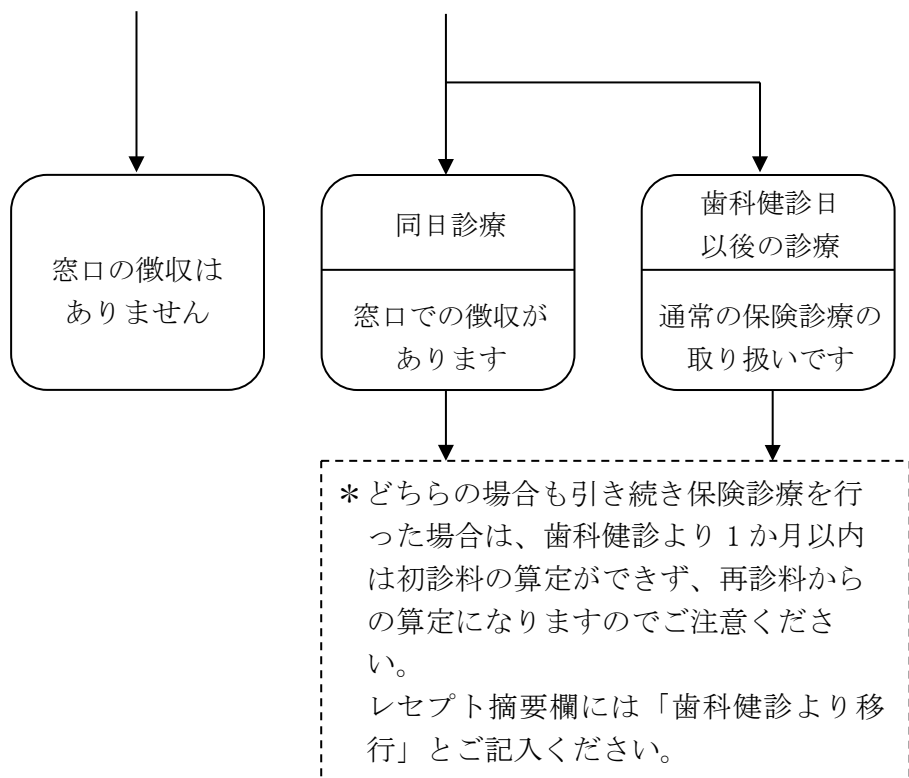 窓口の徴収は
ありません
同日診療
窓口での徴収が
あります
歯科健診日
以後の診療
通常の保険診療の
取り扱いです
＊どちらの場合も引き続き保険診療を行
った場合は、歯科健診より１か月以内
は初診料の算定ができず、再診料から
の算定になりますのでご注意くださ
い。
レセプト摘要欄には「歯科健診より移
行」とご記入ください。